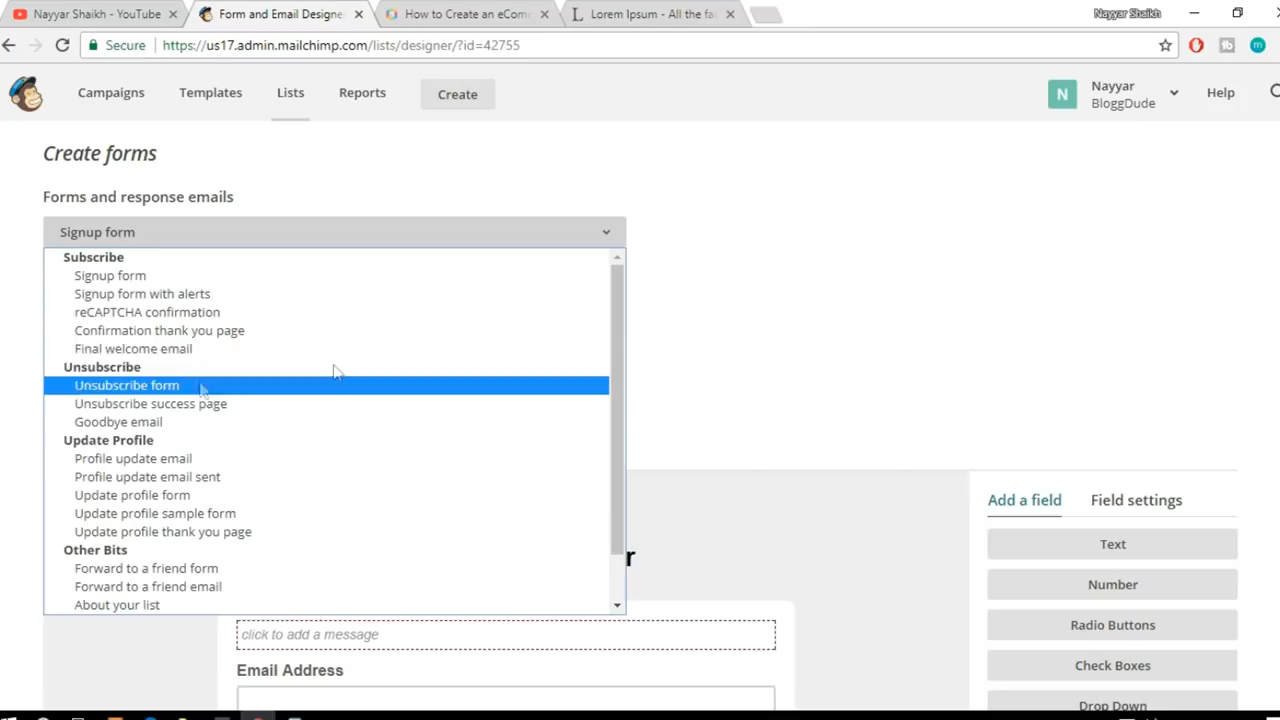 Nayyar Shaikh - YouTube
Form and Email Designe
How to Create an eCom
Lorem Ipsum - All the fa
Nayyar Shaikh
Secure
https://us17.admin.mailchimp.com/lists/designer/?id=42755
Campaigns
Templates
Lists
Reports
Create
N
Nayyar
BloggDude
Help
Create forms
Forms and response emails
Signup form
Subscribe
Signup form
Signup form with alerts
reCAPTCHA confirmation
Confirmation thank you page
Final welcome email
Unsubscribe
Unsubscribe form
Unsubscribe success page
Goodbye email
Update Profile
Profile update email
Profile update email sent
Update profile form
Update profile sample form
Update profile thank you page
Other Bits
Forward to a friend form
Forward to a friend email
About your list
r
click to add a message
Email Address
Add a field
Field settings
Text
Number
Radio Buttons
Check Boxes
Drop Down